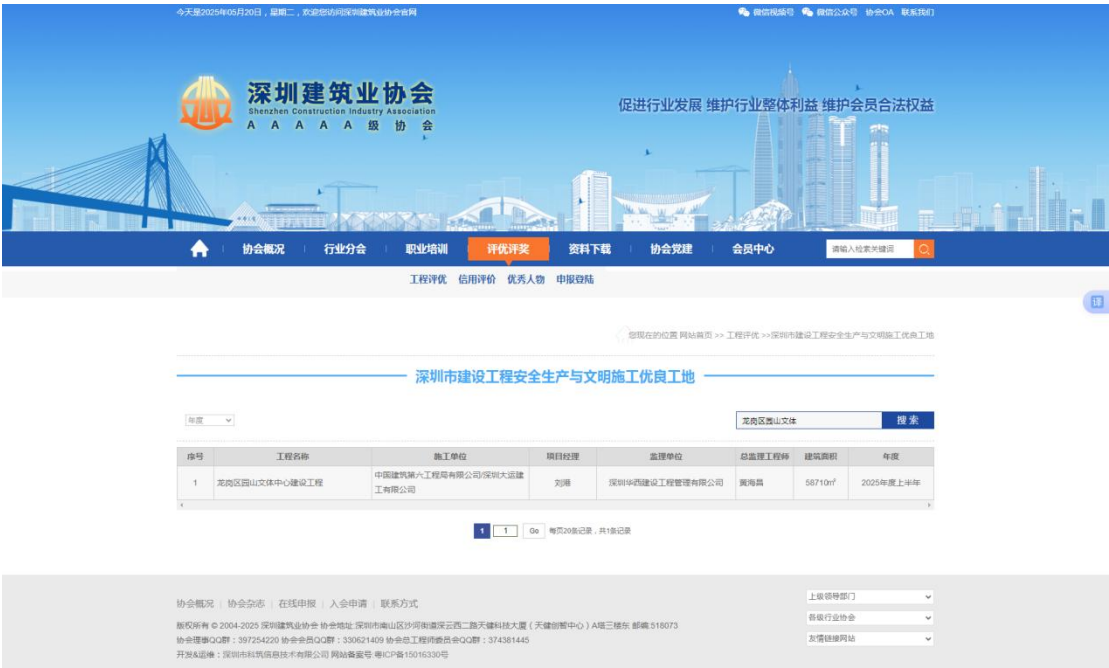 今天是2025年05月20日，星期二，欢迎您访问深圳建筑业协会官网
微信视频号 微信公众号 协会OA 联系我们
深圳建筑业协会
Shenzhen Construction Industry Association
AAAAA级协会
促进行业发展 维护行业整体利益 维护会员合法权益
协会概况 行业分会 职业培训 评优评奖 资料下载 协会党建 会员中心 请输入检索关键词
工程评优 信用评价 优秀人物 申报登陆
译
您现在的位置 网站首页 >> 工程评优 >>深圳市建设工程安全生产与文明施工优良工地
深圳市建设工程安全生产与文明施工优良工地
年度 龙岗区园山文体 搜索
序号 工程名称 施工单位 项目经理 监理单位 总监理工程师 建筑面积 年度
1 龙岗区园山文体中心建设工程 中国建筑第六工程局有限公司/深圳大运建工有限公司 刘港 深圳华西建设工程管理有限公司 黄海昌 58710㎡ 2025年度上半年
1 1 Go 每页20条记录，共1条记录
协会概况 | 协会杂志 | 在线申报 | 入会申请 | 联系方式
版权所有 © 2004-2025 深圳建筑业协会 协会地址:深圳市南山区沙河街道深云西二路天健科技大厦（天健创智中心）A塔三楼东 邮编:518073
协会理事QQ群：397254220 协会会员QQ群：330621409 协会总工程师委员会QQ群：374381445
开发&运维：深圳市科筑信息技术有限公司 网站备案号:粤ICP备15016330号
上级领导部门
各级行业协会
友情链接网站